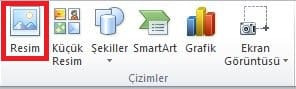 Resim Küçük Şekiller SmartArt Grafik Ekran
Resim Görüntüsü
Çizimler